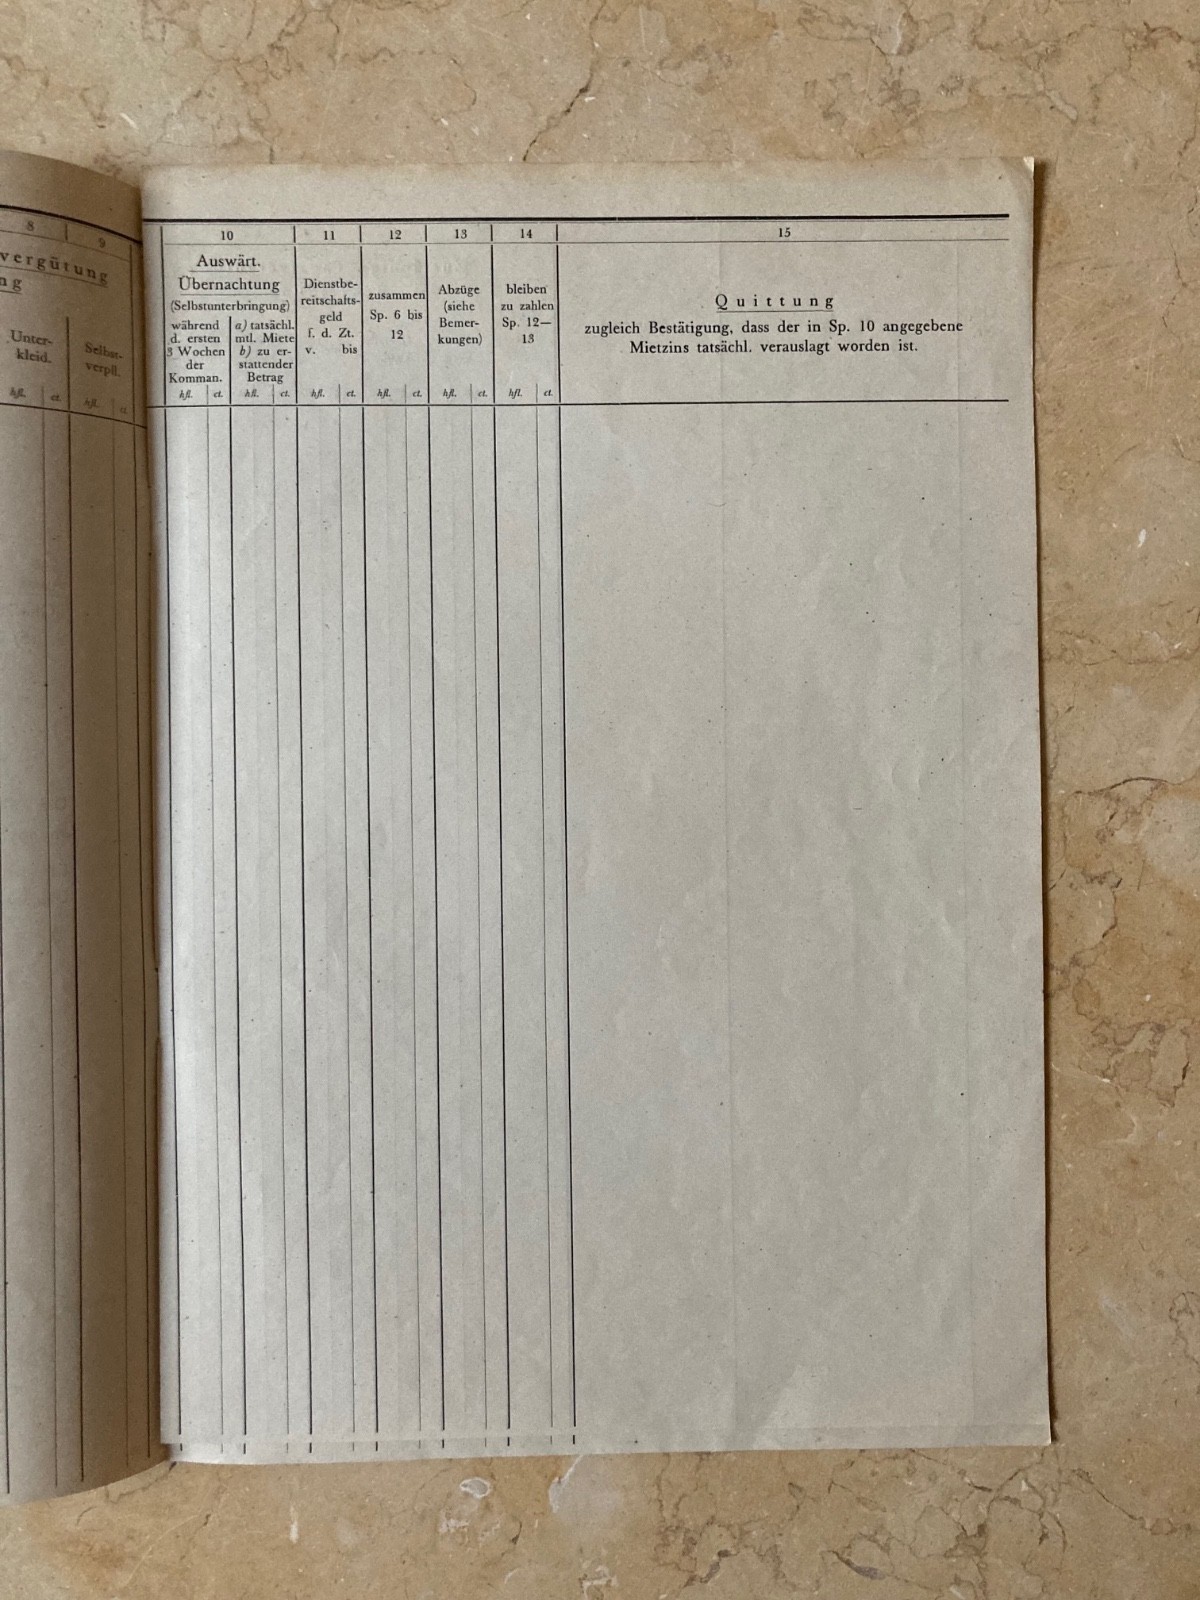 8
9
vergütung
ng
Unter-
kleid.
Selbst-
verpfl.
hfl. ct. hfl. ct.
10 11 12 13 14 15
Auswärt.
Übernachtung
(Selbstunterbringung)
während
d. ersten
3 Wochen
der
Komman.
a) tatsächl.
mtl. Miete
b) zu er-
stattender
Betrag
Dienstbe-
reitschafts-
geld
f. d. Zt.
v. bis
zusammen
Sp. 6 bis
12
Abzüge
(siehe
Bemer-
kungen)
bleiben
zu zahlen
Sp. 12—
13
Quittung
zugleich Bestätigung, dass der in Sp. 10 angegebene
Mietzins tatsächl. verauslagt worden ist.
hfl. ct. hfl. ct. hfl. ct. hfl. ct. hfl. ct. hfl. ct.